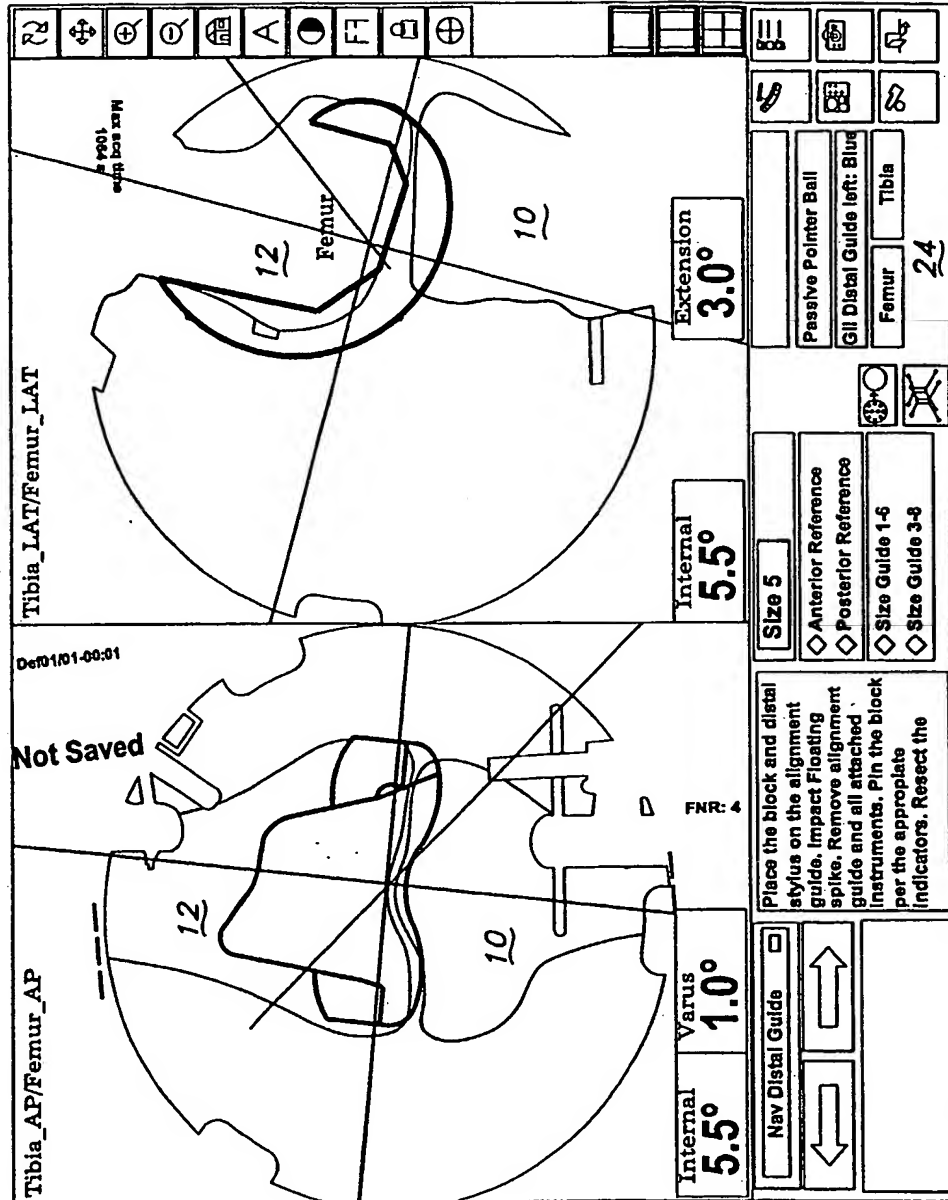 Tibia_AP/Femur_AP
Not Saved
Def01/01-00:01
12
10
FNR: 4
Internal
5.5°
Varus
1.0°
Tibia_LAT/Femur_LAT
Max acq time
1064 s
12
Femur
10
Internal
5.5°
Extension
3.0°
A
Nav Distal Guide
Place the block and distal
stylus on the alignment
guide. Impact Floating
spike. Remove alignment
guide and all attached
instruments. Pin the block
per the appropiate
indicators. Resect the
Size 5
Anterior Reference
Posterior Reference
Size Guide 1-6
Size Guide 3-8
Passive Pointer Ball
GII Distal Guide left: Blue
Femur
Tibia
24